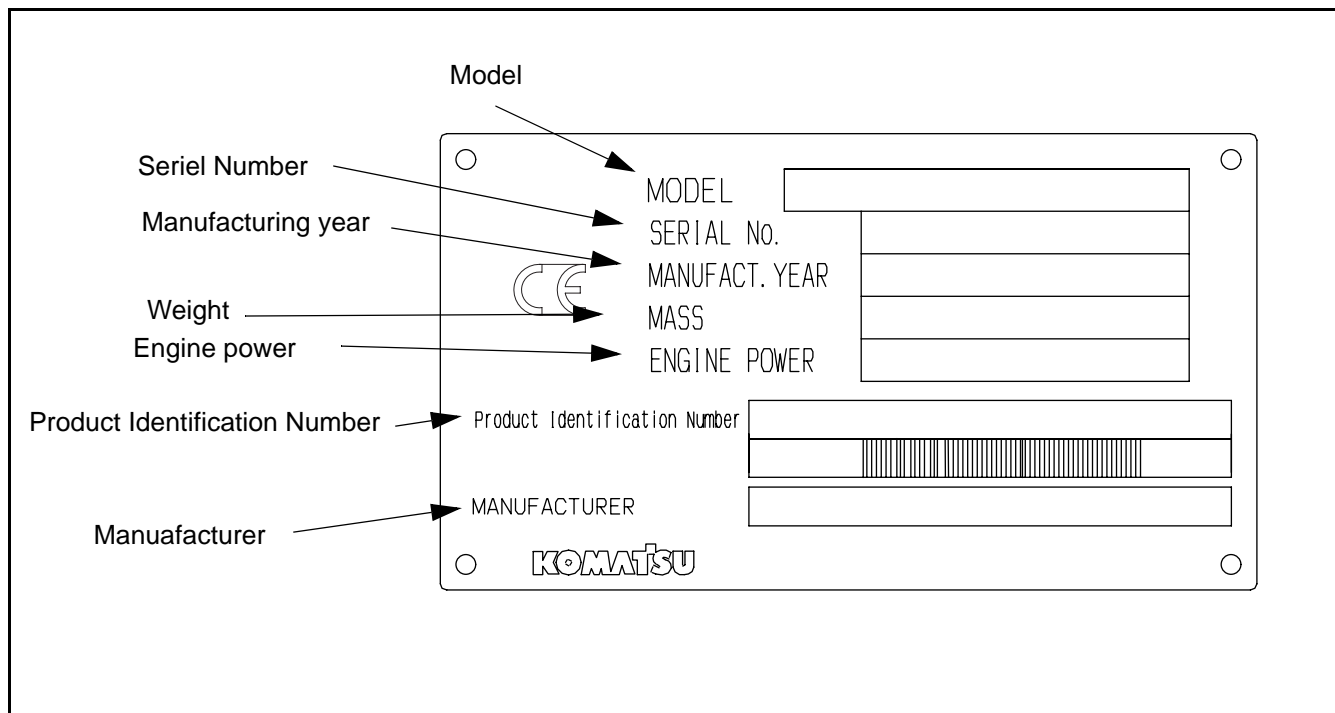 Model
Seriel Number
Manufacturing year
Weight
Engine power
Product Identification Number
Manuafacturer
MODEL
SERIAL No.
MANUFACT. YEAR
CE
MASS
ENGINE POWER
Product Identification Number
MANUFACTURER
KOMATSU